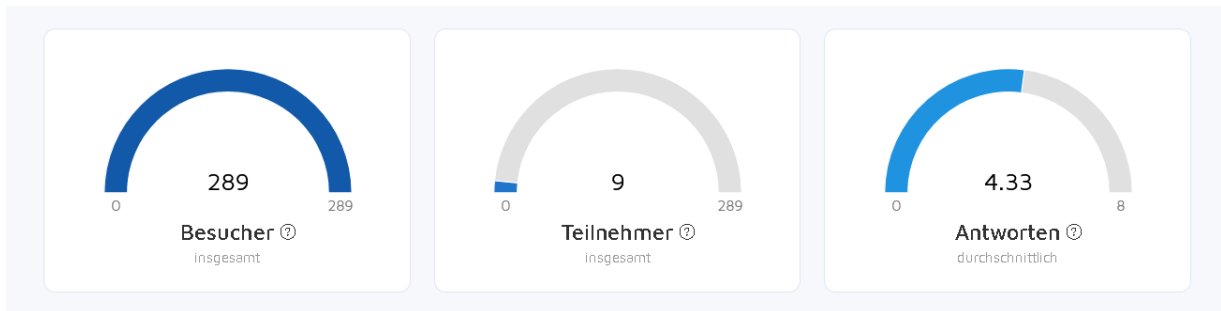 289
0 289
Besucher ?
insgesamt
9
0 289
Teilnehmer ?
insgesamt
4.33
0 8
Antworten ?
durchschnittlich